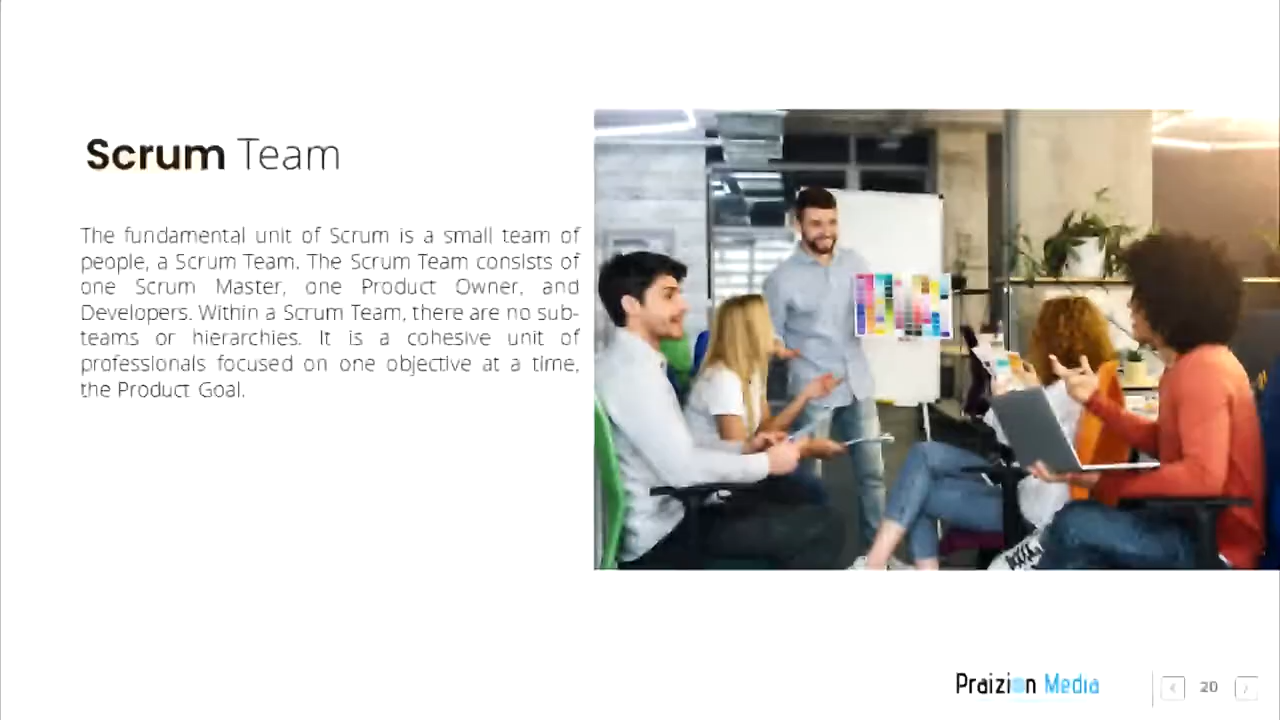 Scrum Team
The fundamental unit of Scrum is a small team of
people, a Scrum Team. The Scrum Team consists of
one Scrum Master, one Product Owner, and
Developers. Within a Scrum Team, there are no sub-
teams or hierarchies. It is a cohesive unit of
professionals focused on one objective at a time,
the Product Goal.
Praizion Media
20